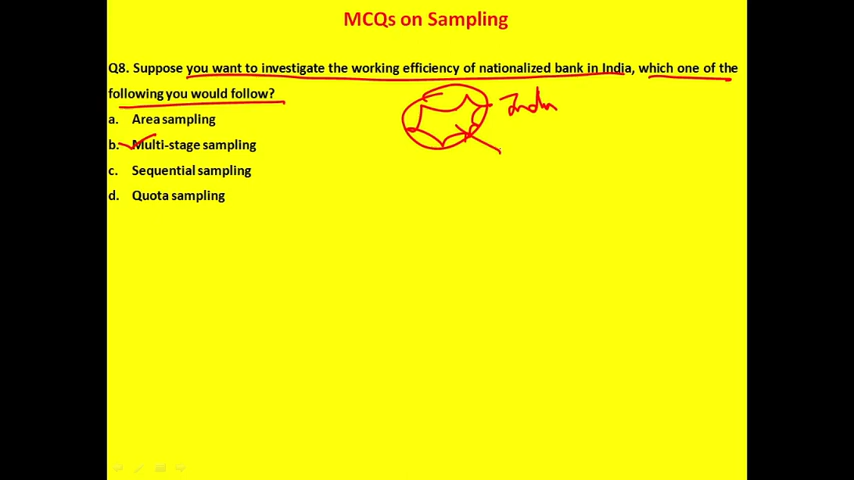 MCQs on Sampling
Q8. Suppose you want to investigate the working efficiency of nationalized bank in India, which one of the
following you would follow?
India
a. Area sampling
b. Multi-stage sampling
c. Sequential sampling
d. Quota sampling